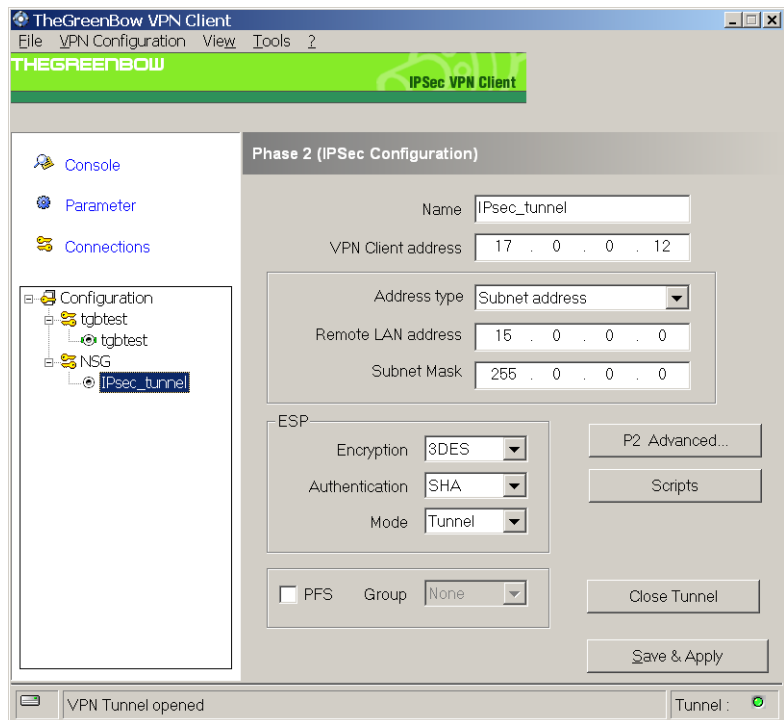 TheGreenBow VPN Client
File VPN Configuration View Tools ?
THEGREENBOW
IPSec VPN Client
Console
Parameter
Connections
Configuration
tgbtest
tgbtest
NSG
IPsec_tunnel
Phase 2 (IPSec Configuration)
Name IPsec_tunnel
VPN Client address 17 . 0 . 0 . 12
Address type Subnet address
Remote LAN address 15 . 0 . 0 . 0
Subnet Mask 255 . 0 . 0 . 0
ESP
Encryption 3DES
Authentication SHA
Mode Tunnel
P2 Advanced...
Scripts
PFS Group None
Close Tunnel
Save & Apply
VPN Tunnel opened
Tunnel :